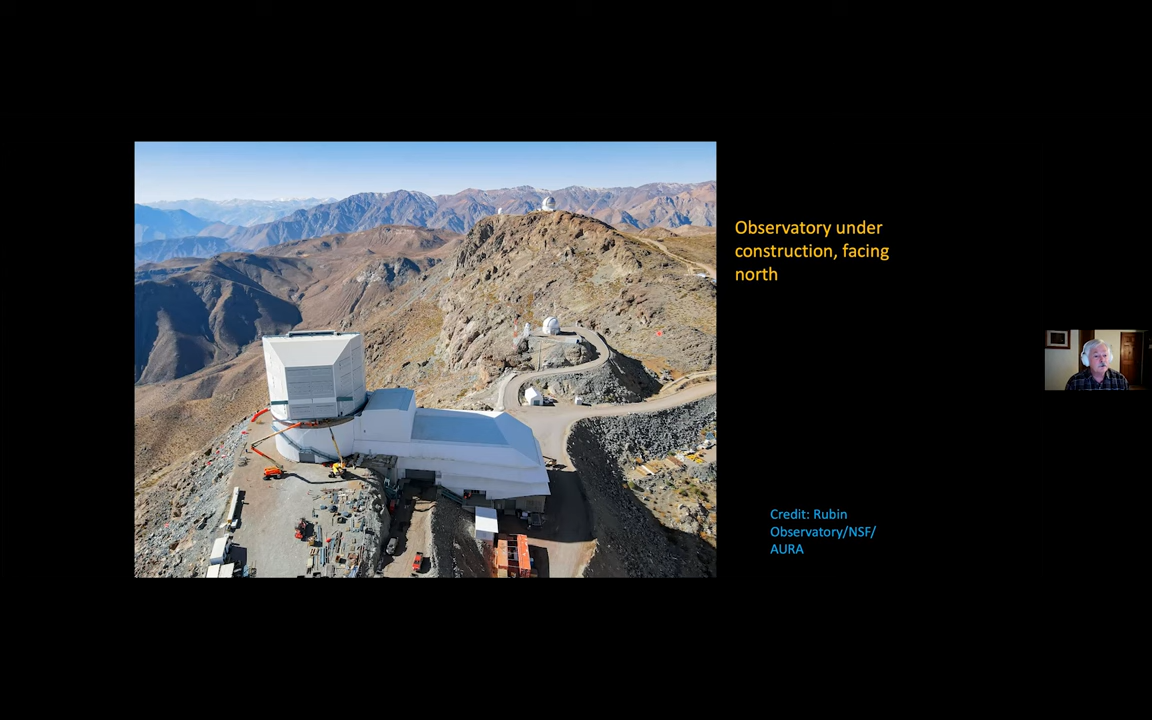 Observatory under
construction, facing
north
Credit: Rubin
Observatory/NSF/
AURA